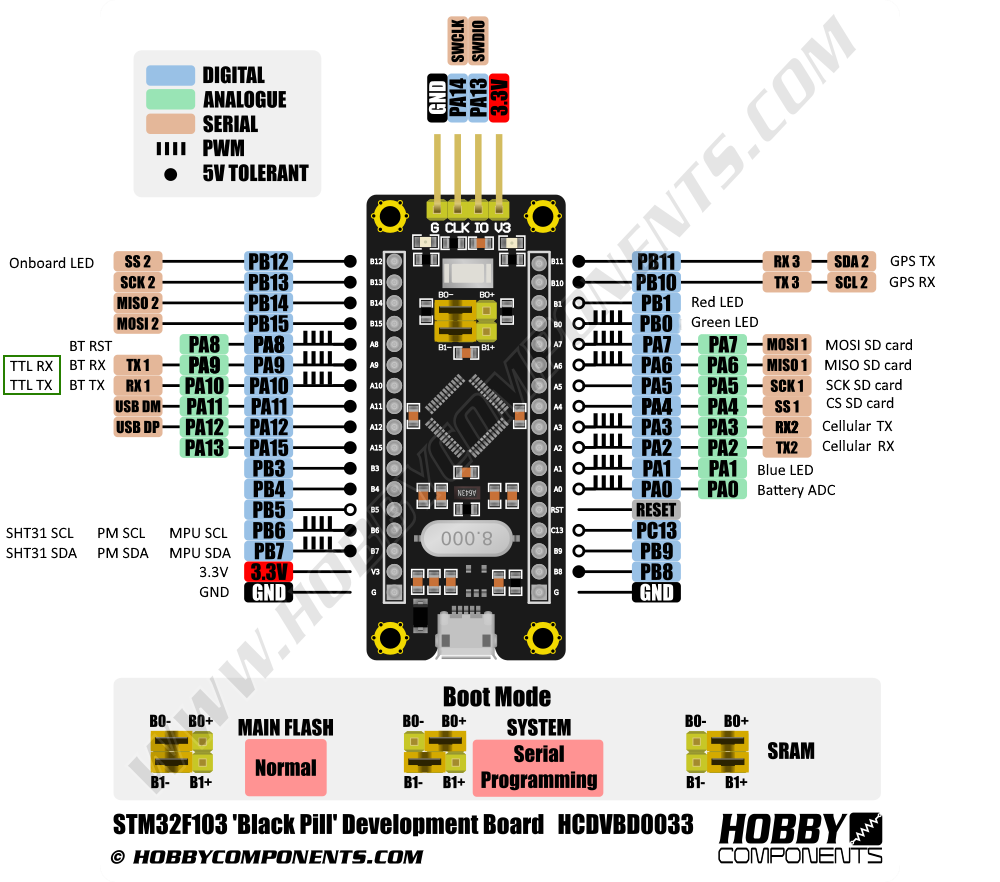 SWCLK
SWDIO
GND
PA14
PA13
3.3V
DIGITAL
ANALOGUE
SERIAL
PWM
5V TOLERANT
G CLK IO V3
Onboard LED SS 2 PB12 B12
SCK 2 PB13 B13
MISO 2 PB14 B14
MOSI 2 PB15 B15
BT RST PA8 PA8 A8
TTL RX BT RX TX 1 PA9 PA9 A9
TTL TX BT TX RX 1 PA10 PA10 A10
USB DM PA11 PA11 A11
USB DP PA12 PA12 A12
PA13 PA15 A15
PB3 B3
PB4 B4
PB5 B5
SHT31 SCL PM SCL MPU SCL PB6 B6
SHT31 SDA PM SDA MPU SDA PB7 B7
3.3V 3.3V V3
GND GND G
B0- B0+
B1- B1+
A643N
8.000
B11 PB11 RX 3 SDA 2 GPS TX
B10 PB10 TX 3 SCL 2 GPS RX
B1 PB1 Red LED
B0 PB0 Green LED
A7 PA7 PA7 MOSI 1 MOSI SD card
A6 PA6 PA6 MISO 1 MISO SD card
A5 PA5 PA5 SCK 1 SCK SD card
A4 PA4 PA4 SS 1 CS SD card
A3 PA3 PA3 RX2 Cellular TX
A2 PA2 PA2 TX2 Cellular RX
A1 PA1 PA1 Blue LED
A0 PA0 PA0 Battery ADC
RST RESET
C13 PC13
B9 PB9
B8 PB8
G GND
WWW.HOBBYCOMPONENTS.COM
Boot Mode
B0- B0+
B1- B1+
MAIN FLASH
Normal
B0- B0+
B1- B1+
SYSTEM
Serial
Programming
B0- B0+
B1- B1+
SRAM
STM32F103 'Black Pill' Development Board HCDVBD0033
© HOBBYCOMPONENTS.COM
HOBBY
COMPONENTS